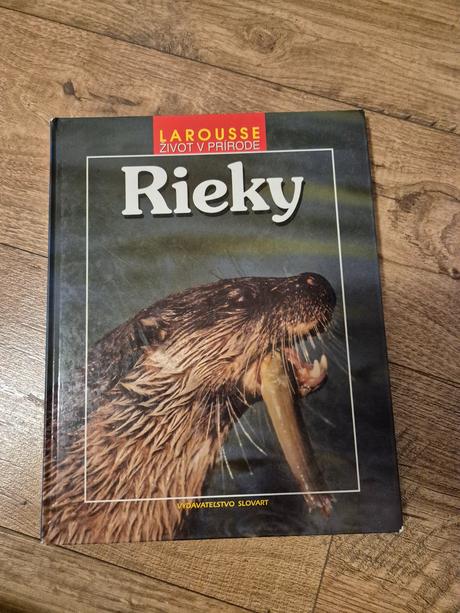 LAROUSSE
ŽIVOT V PRÍRODE
Rieky
VYDAVATEĽSTVO SLOVART